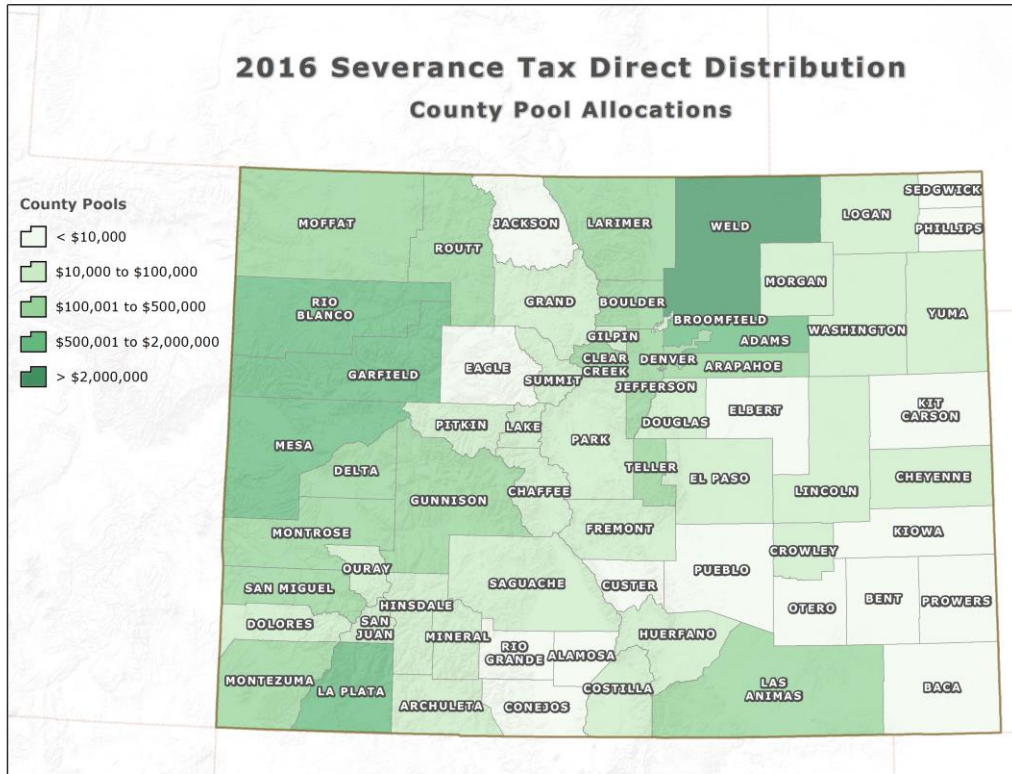 2016 Severance Tax Direct Distribution
County Pool Allocations
County Pools
< $10,000
$10,000 to $100,000
$100,001 to $500,000
$500,001 to $2,000,000
> $2,000,000
MOFFAT
ROUTT
JACKSON
LARIMER
WELD
LOGAN
SEDGWICK
PHILLIPS
RIO
BLANCO
GRAND
BOULDER
MORGAN
BROOMFIELD
ADAMS
WASHINGTON
YUMA
GARFIELD
EAGLE
SUMMIT
GILPIN
CLEAR
CREEK
DENVER
JEFFERSON
ARAPAHOE
MESA
PITKIN
LAKE
PARK
DOUGLAS
ELBERT
KIT
CARSON
DELTA
GUNNISON
CHAFFEE
TELLER
EL PASO
LINCOLN
CHEYENNE
MONTROSE
FREMONT
CROWLEY
KIOWA
OURAY
SAN MIGUEL
HINSDALE
SAGUACHE
CUSTER
PUEBLO
OTERO
BENT
PROWERS
DOLORES
SAN
JUAN
MINERAL
RIO
GRANDE
ALAMOSA
HUERFANO
MONTEZUMA
LA PLATA
ARCHULETA
CONEJOS
COSTILLA
LAS
ANIMAS
BACA